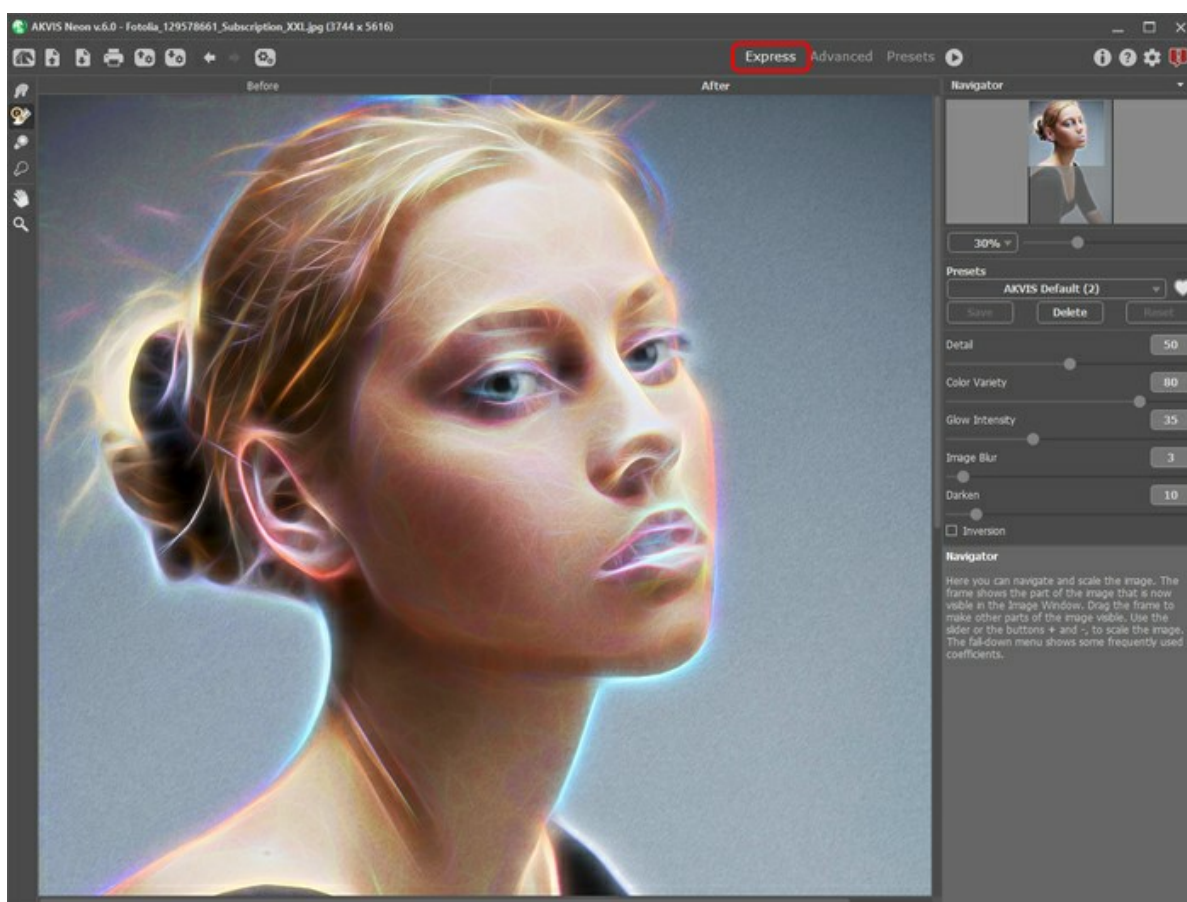 AKVIS Neon v.6.0 - Fotolia_129578661_Subscription_XXL.jpg (3744 x 5616)
Express Advanced Presets
Before After
Navigator
30%
Presets
AKVIS Default (2)
Save Delete Reset
Detail 50
Color Variety 80
Glow Intensity 35
Image Blur 3
Darken 10
Inversion
Navigator
Here you can navigate and scale the image. The
frame shows the part of the image that is now
visible in the Image Window. Drag the frame to
make other parts of the image visible. Use the
slider or the buttons + and -, to scale the image.
The fall-down menu shows some frequently used
coefficients.